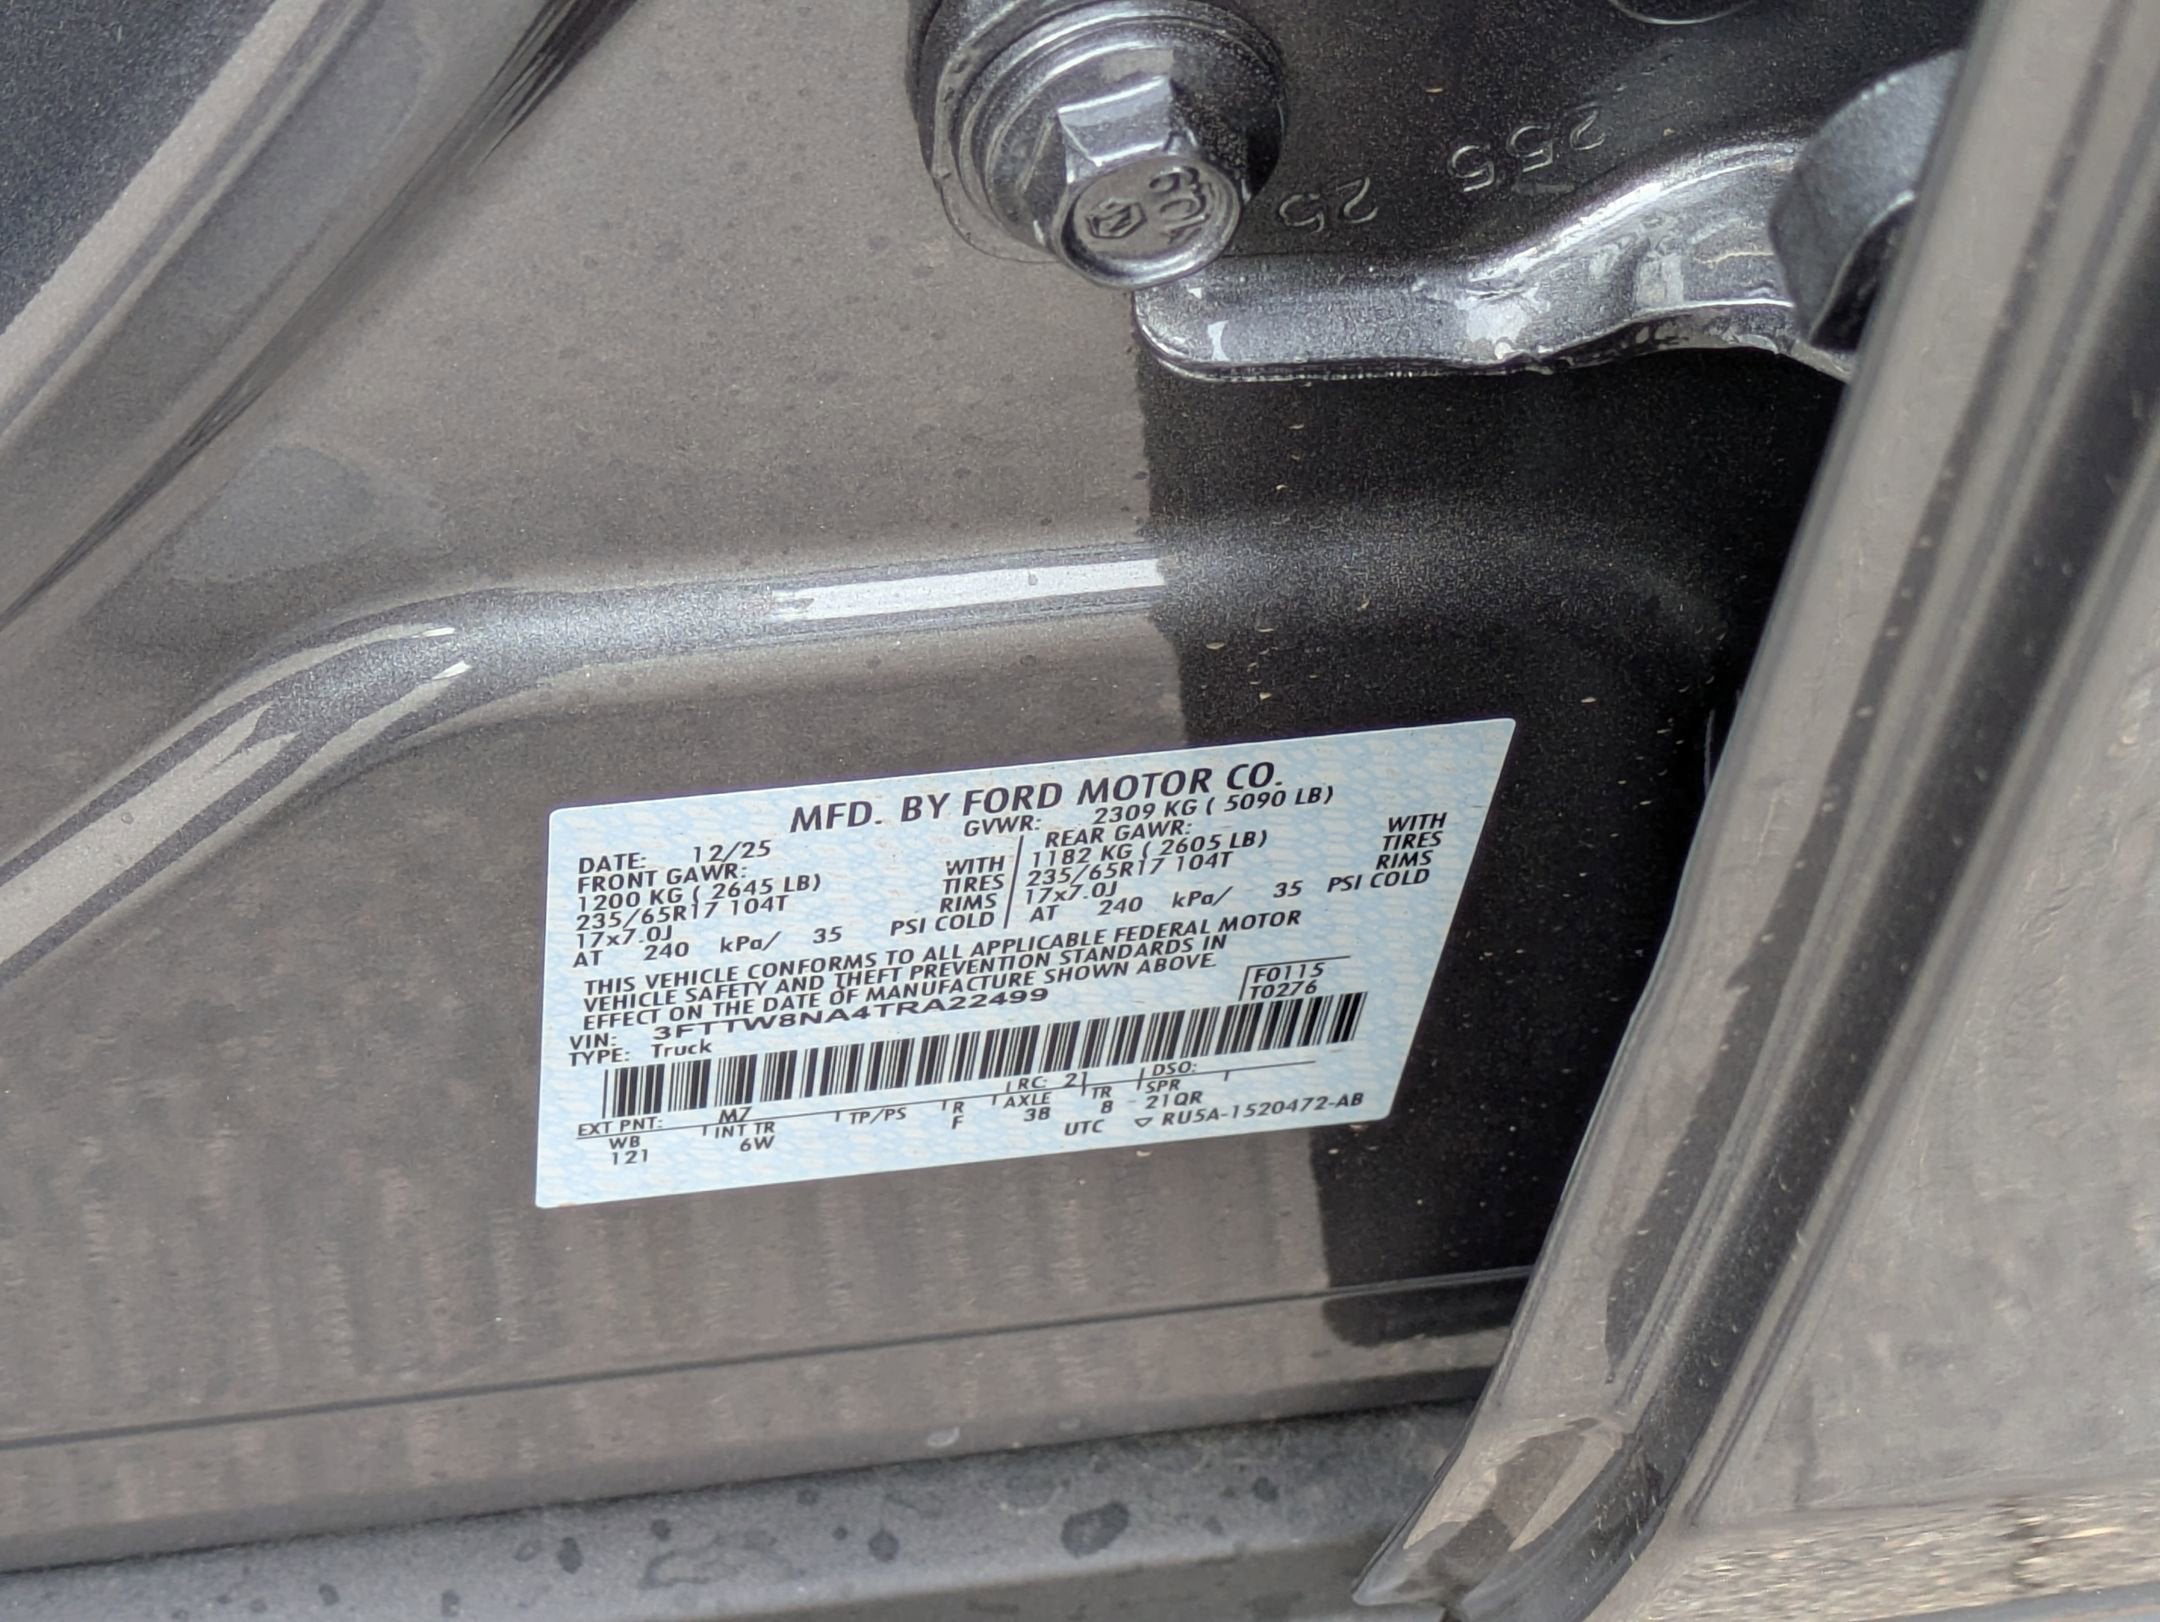 25 255
MFD. BY FORD MOTOR CO.
DATE: 12/25 GVWR: 2309 KG ( 5090 LB)
FRONT GAWR: REAR GAWR:
1200 KG ( 2645 LB) WITH 1182 KG ( 2605 LB) WITH
235/65R17 104T TIRES 235/65R17 104T TIRES
17x7.0J RIMS 17x7.0J RIMS
AT 240 kPa/ 35 PSI COLD AT 240 kPa/ 35 PSI COLD
THIS VEHICLE CONFORMS TO ALL APPLICABLE FEDERAL MOTOR
VEHICLE SAFETY AND THEFT PREVENTION STANDARDS IN
EFFECT ON THE DATE OF MANUFACTURE SHOWN ABOVE.
F0115
T0276
VIN: 3FTTW8NA4TRA22499
TYPE: Truck
EXT PNT: M7 RC: 21 DSO:
WB INT TR TP/PS R AXLE TR SPR
121 6W F 38 8 21QR
UTC ▽ RU5A-1520472-AB